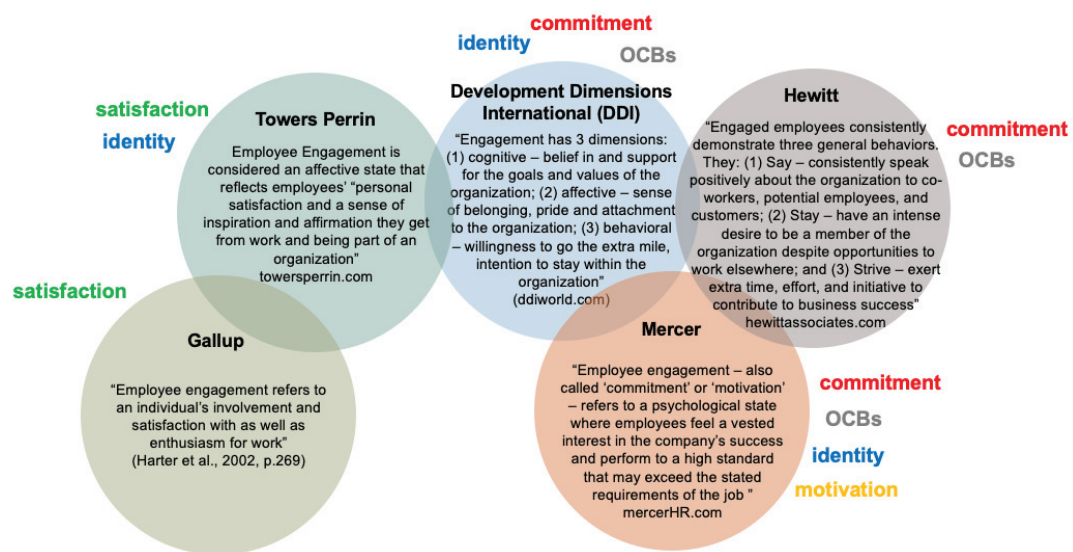 commitment
identity
OCBs
satisfaction
identity
Towers Perrin
Employee Engagement is
considered an affective state that
reflects employees’ “personal
satisfaction and a sense of
inspiration and affirmation they get
from work and being part of an
organization”
towersperrin.com
Development Dimensions
International (DDI)
“Engagement has 3 dimensions:
(1) cognitive – belief in and support
for the goals and values of the
organization; (2) affective – sense
of belonging, pride and attachment
to the organization; (3) behavioral
– willingness to go the extra mile,
intention to stay within the
organization”
(ddiworld.com)
Hewitt
“Engaged employees consistently
demonstrate three general behaviors.
They: (1) Say – consistently speak
positively about the organization to co-
workers, potential employees, and
customers; (2) Stay – have an intense
desire to be a member of the
organization despite opportunities to
work elsewhere; and (3) Strive – exert
extra time, effort, and initiative to
contribute to business success”
hewittassociates.com
commitment
OCBs
satisfaction
Gallup
“Employee engagement refers to
an individual’s involvement and
satisfaction with as well as
enthusiasm for work”
(Harter et al., 2002, p.269)
Mercer
“Employee engagement – also
called ‘commitment’ or ‘motivation’
– refers to a psychological state
where employees feel a vested
interest in the company’s success
and perform to a high standard
that may exceed the stated
requirements of the job ”
mercerHR.com
commitment
OCBs
identity
motivation